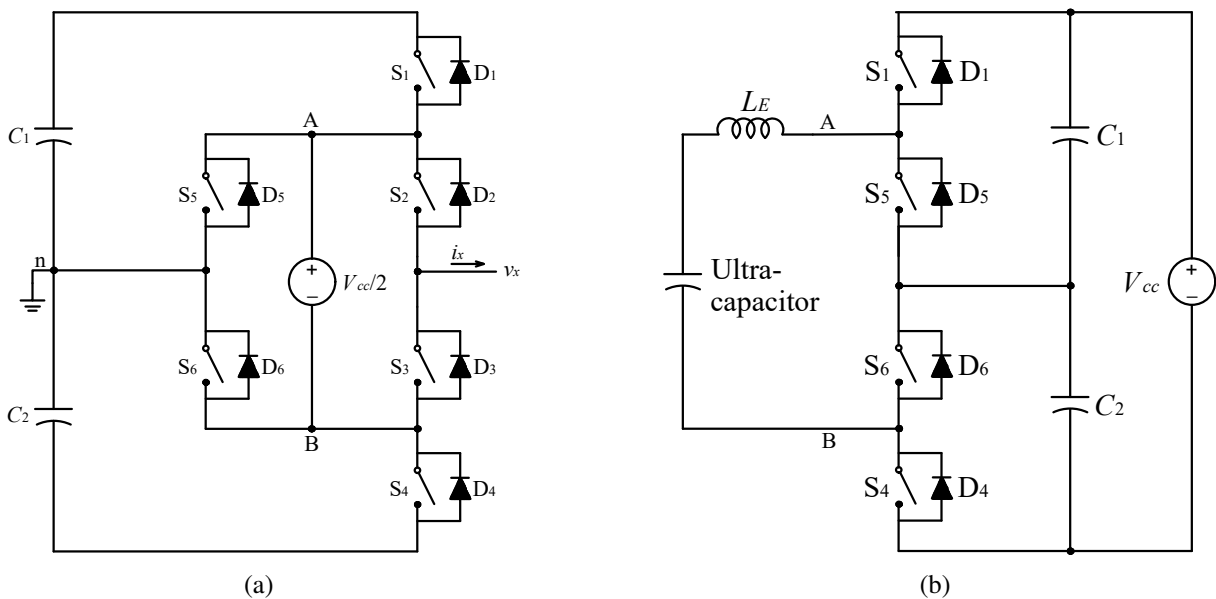 S1
D1
C1
A
S5
D5
S2
D2
n
ix
vx
Vcc/2
+
−
S6
D6
S3
D3
C2
B
S4
D4
(a)
S1
D1
LE
A
C1
S5
D5
Ultra-
capacitor
Vcc
+
−
S6
D6
C2
B
S4
D4
(b)